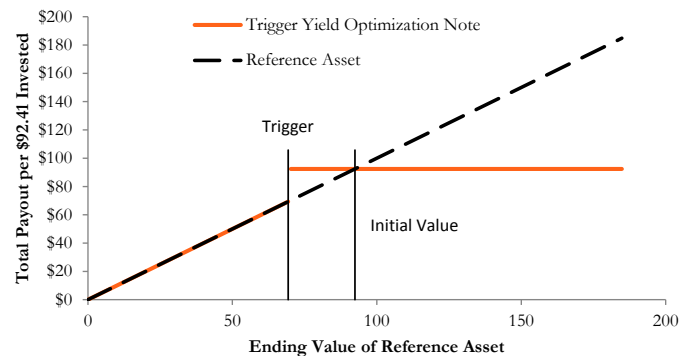 Trigger Yield Optimization Note
Reference Asset
Total Payout per $92.41 Invested
$200
$180
$160
$140
$120
$100
$80
$60
$40
$20
$0
Trigger
Initial Value
0
50
100
150
200
Ending Value of Reference Asset